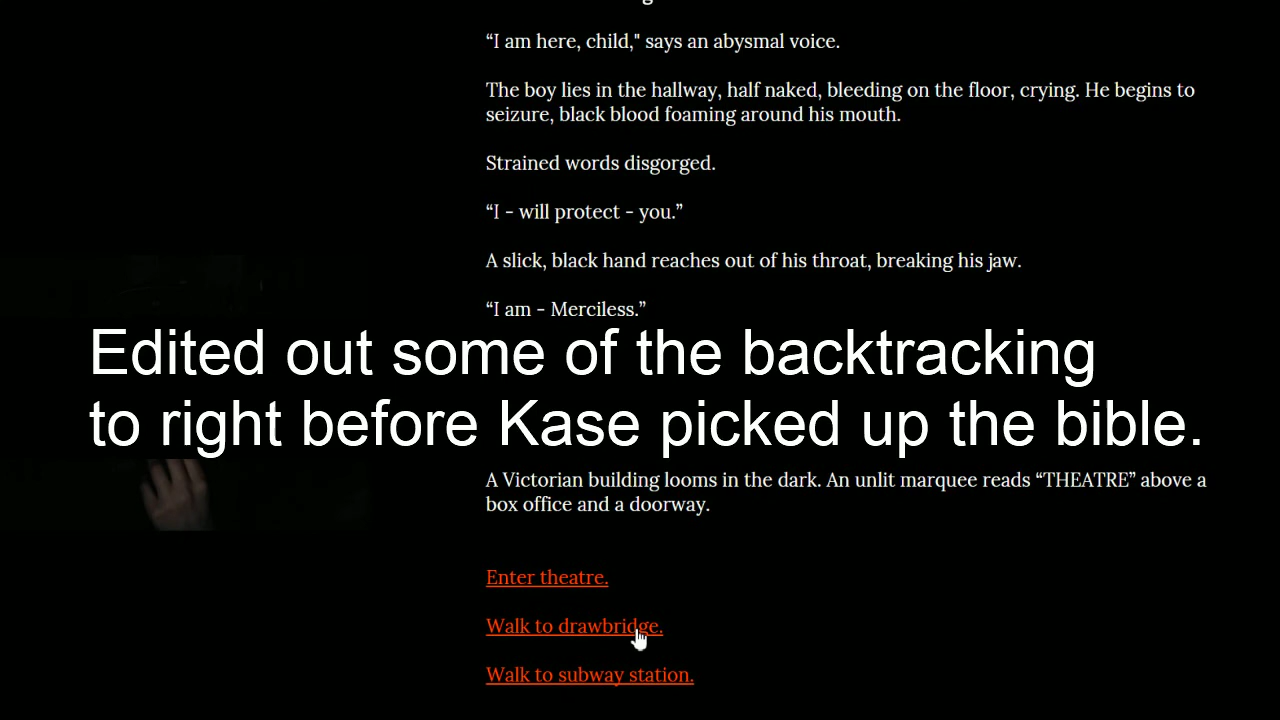 “I am here, child," says an abysmal voice.
The boy lies in the hallway, half naked, bleeding on the floor, crying. He begins to
seizure, black blood foaming around his mouth.
Strained words disgorged.
“I - will protect - you.”
A slick, black hand reaches out of his throat, breaking his jaw.
“I am - Merciless.”
Edited out some of the backtracking
to right before Kase picked up the bible.
A Victorian building looms in the dark. An unlit marquee reads “THEATRE” above a
box office and a doorway.
Enter theatre.
Walk to drawbridge.
Walk to subway station.